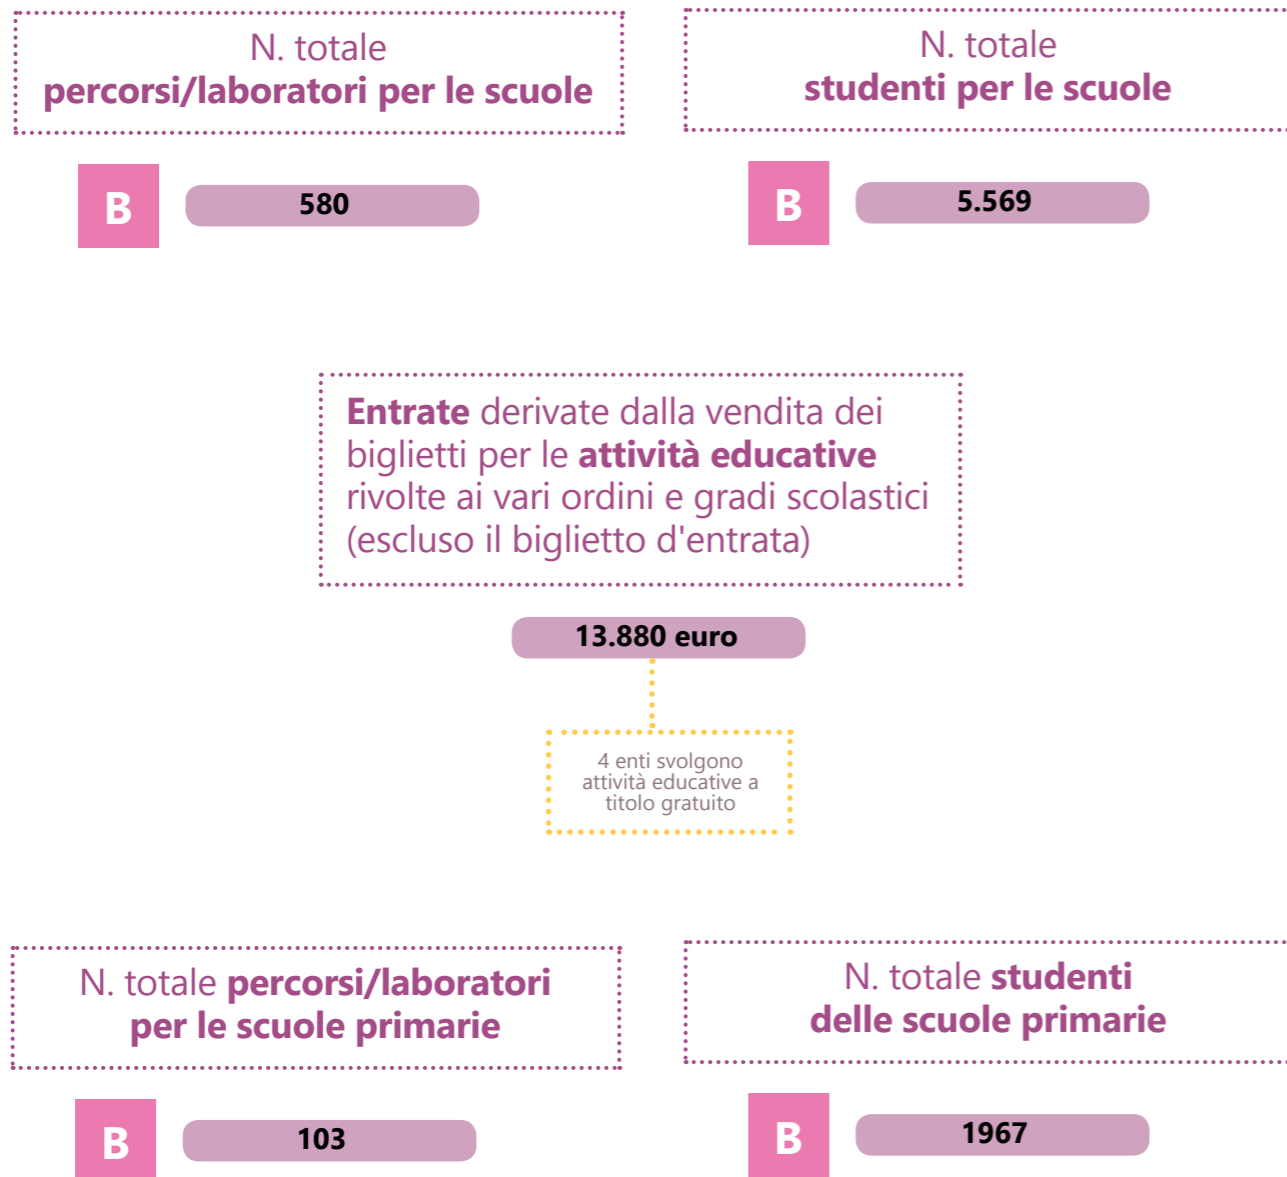 N. totale
percorsi/laboratori per le scuole
B
580
N. totale
studenti per le scuole
B
5.569
Entrate derivate dalla vendita dei
biglietti per le attività educative
rivolte ai vari ordini e gradi scolastici
(escluso il biglietto d'entrata)
13.880 euro
4 enti svolgono
attività educative a
titolo gratuito
N. totale percorsi/laboratori
per le scuole primarie
B
103
N. totale studenti
delle scuole primarie
B
1967